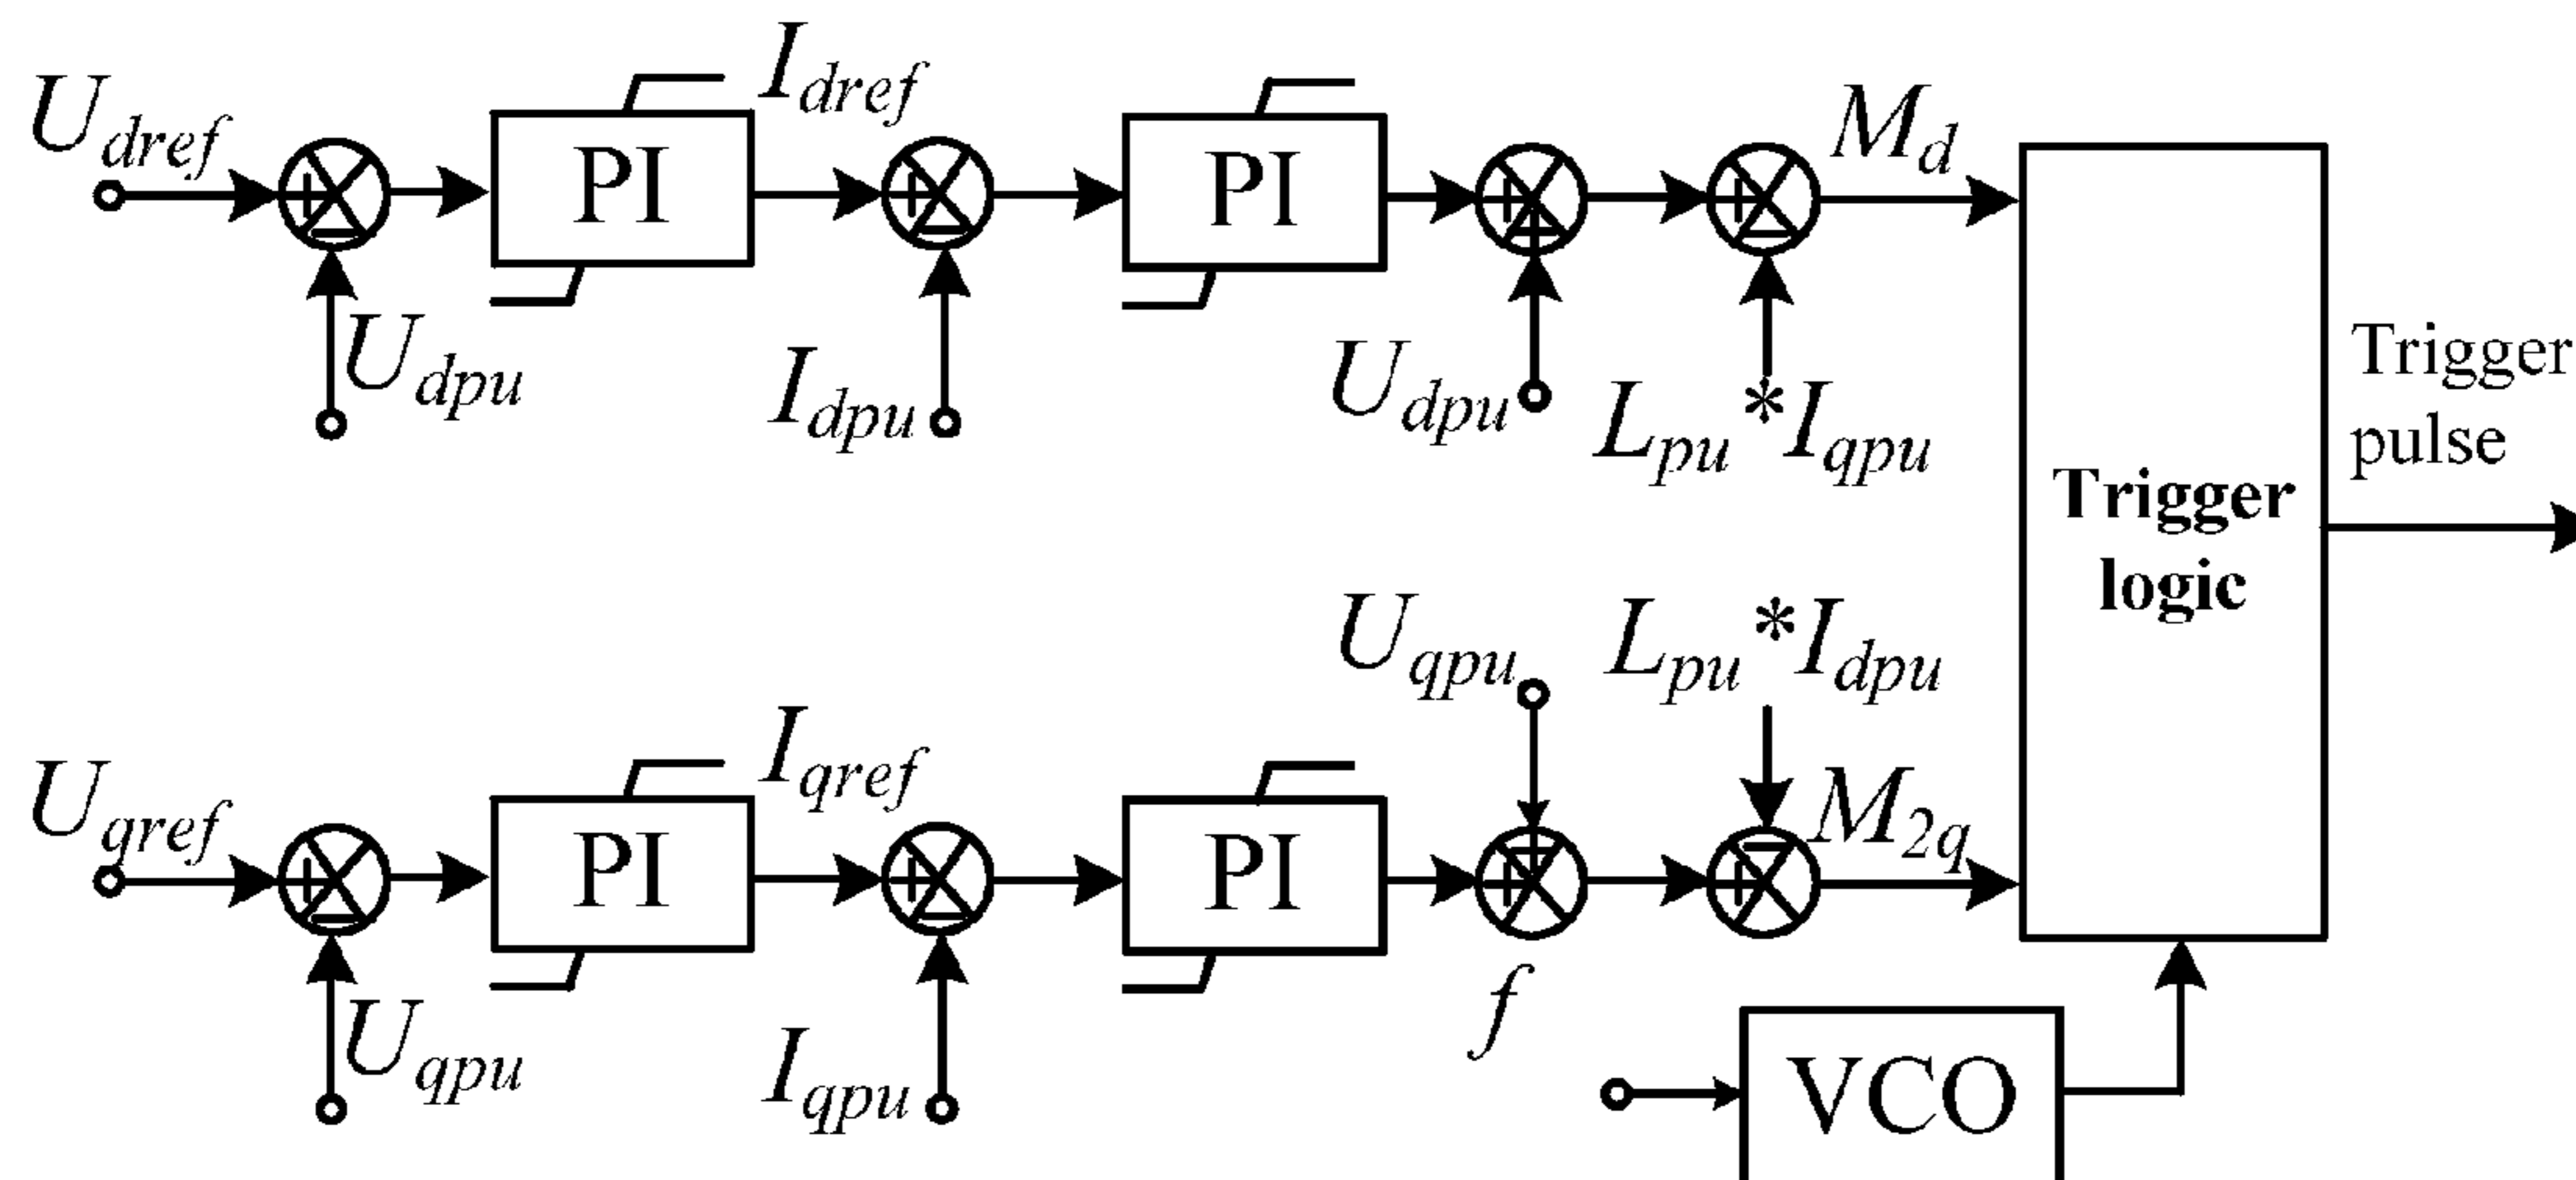 U_dref
I_dref
M_d
PI
PI
U_dpu
I_dpu
U_dpu
L_pu*I_qpu
Trigger
pulse
Trigger
logic
U_qpu
L_pu*I_dpu
U_qref
I_qref
M_2q
PI
PI
U_qpu
I_qpu
f
VCO